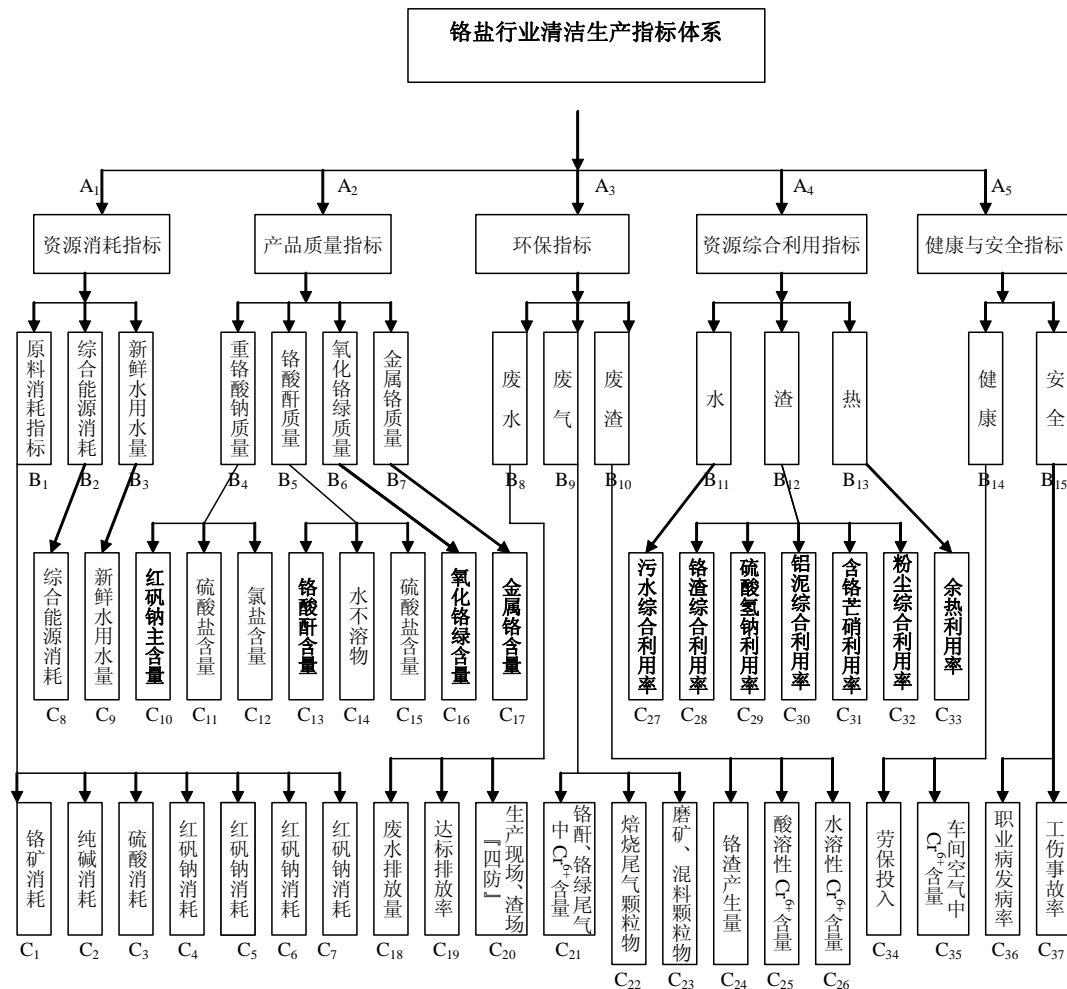 铬盐行业清洁生产指标体系
A₁
A₂
A₃
A₄
A₅
资源消耗指标
产品质量指标
环保指标
资源综合利用指标
健康与安全指标
原料消耗指标
综合能源消耗
新鲜水用水量
重铬酸钠质量
铬酸酐质量
氧化铬绿质量
金属铬质量
废水
废气
废渣
水
渣
热
健康
安全
B₁
B₂
B₃
B₄
B₅
B₆
B₇
B₈
B₉
B₁₀
B₁₁
B₁₂
B₁₃
B₁₄
B₁₅
综合能源消耗
新鲜水用水量
红矾钠主含量
硫酸盐含量
氯盐含量
铬酸酐含量
水不溶物
硫酸盐含量
氧化铬绿含量
金属铬含量
污水综合利用率
铬渣综合利用率
硫酸氢钠利用率
铝泥综合利用率
含铬芒硝利用率
粉尘综合利用率
余热利用率
C₈
C₉
C₁₀
C₁₁
C₁₂
C₁₃
C₁₄
C₁₅
C₁₆
C₁₇
C₂₇
C₂₈
C₂₉
C₃₀
C₃₁
C₃₂
C₃₃
铬矿消耗
纯碱消耗
硫酸消耗
红矾钠消耗
红矾钠消耗
红矾钠消耗
红矾钠消耗
废水排放量
达标排放率
生产现场、渣场
『四防』
铬酐、铬绿尾气
中Cr⁶⁺含量
焙烧尾气颗粒物
磨矿、混料颗粒物
铬渣产生量
酸溶性Cr⁶⁺含量
水溶性Cr⁶⁺含量
劳保投入
车间空气中
Cr⁶⁺含量
职业病发病率
工伤事故率
C₁
C₂
C₃
C₄
C₅
C₆
C₇
C₁₈
C₁₉
C₂₀
C₂₁
C₂₂
C₂₃
C₂₄
C₂₅
C₂₆
C₃₄
C₃₅
C₃₆
C₃₇